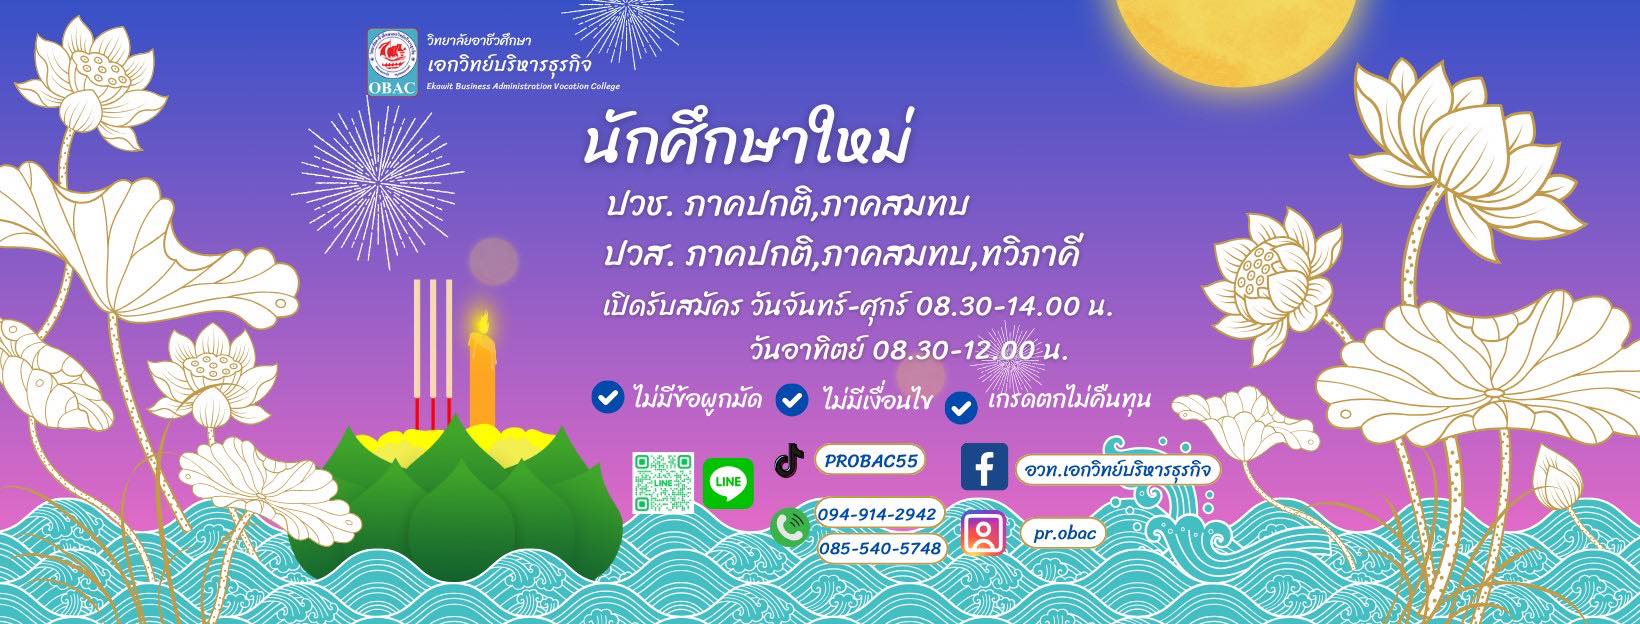 วิทยาลัยอาชีวศึกษา
เอกวิทย์บริหารธุรกิจ
Ekawit Business Administration Vocation College
OBAC
นักศึกษาใหม่
ปวช. ภาคปกติ,ภาคสมทบ
ปวส. ภาคปกติ,ภาคสมทบ,ทวิภาคี
เปิดรับสมัคร วันจันทร์-ศุกร์ 08.30-14.00 น.
วันอาทิตย์ 08.30-12.00 น.
ไม่มีข้อผูกมัด ไม่มีเงื่อนไข เกรดตกไม่คืนทุน
LINE LINE PROBAC55 อวท.เอกวิทย์บริหารธุรกิจ
094-914-2942
085-540-5748
pr.obac